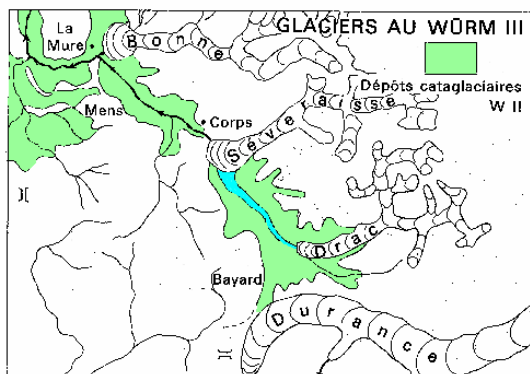 GLACIERS AU WÜRM III
La
Mure
Bonne
Dépôts cataglaciaires
W II
Mens
Corps
Séveraisse
Drac
Bayard
Durance